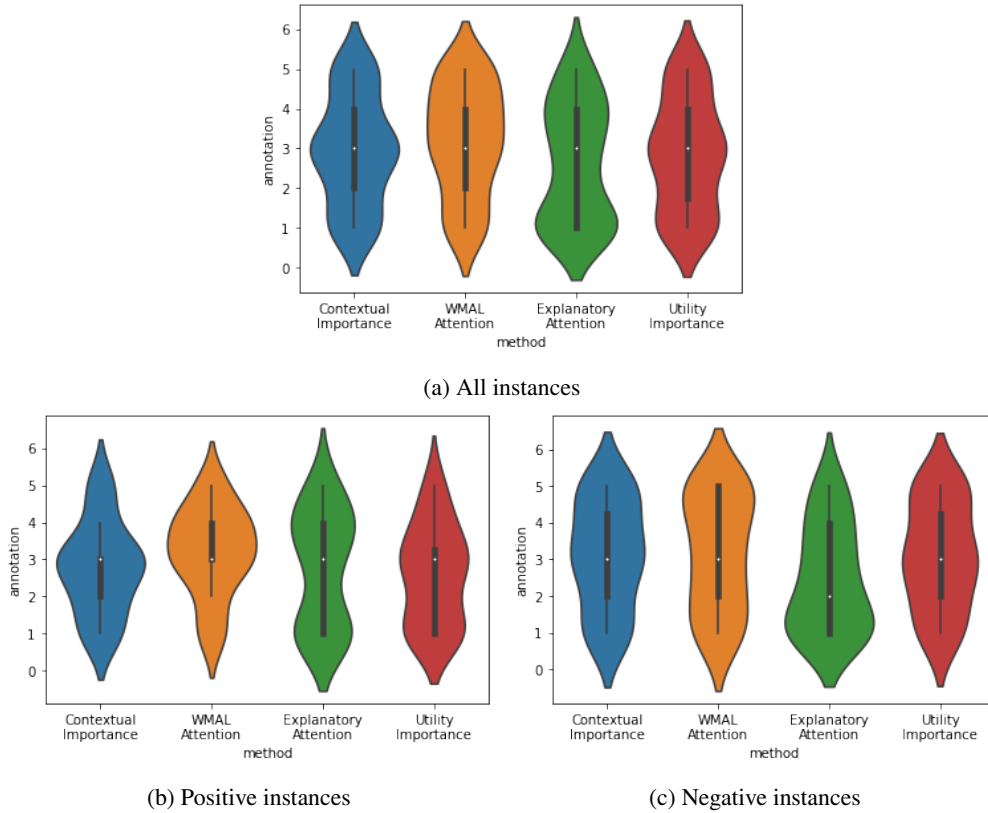 6
5
4
3
2
1
0
annotation
Contextual
Importance
WMAL
Attention
Explanatory
Attention
Utility
Importance
method
(a) All instances
6
5
4
3
2
1
0
annotation
Contextual
Importance
WMAL
Attention
Explanatory
Attention
Utility
Importance
method
(b) Positive instances
6
5
4
3
2
1
0
annotation
Contextual
Importance
WMAL
Attention
Explanatory
Attention
Utility
Importance
method
(c) Negative instances